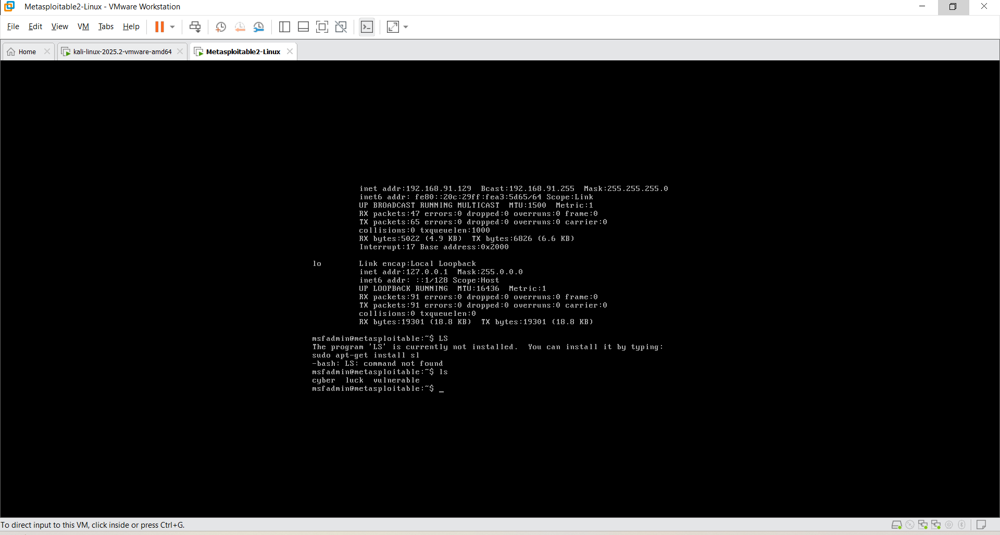 Metasploitable2-Linux - VMware Workstation
File Edit View VM Tabs Help
Home kali-linux-2025.2-vmware-amd64 Metasploitable2-Linux
inet addr:192.168.91.129  Bcast:192.168.91.255  Mask:255.255.255.0
inet6 addr: fe80::20c:29ff:fea3:5d65/64 Scope:Link
UP BROADCAST RUNNING MULTICAST  MTU:1500  Metric:1
RX packets:47 errors:0 dropped:0 overruns:0 frame:0
TX packets:65 errors:0 dropped:0 overruns:0 carrier:0
collisions:0 txqueuelen:1000
RX bytes:5022 (4.9 KB)  TX bytes:6826 (6.6 KB)
Interrupt:17 Base address:0x2000
lo        Link encap:Local Loopback
inet addr:127.0.0.1  Mask:255.0.0.0
inet6 addr: ::1/128 Scope:Host
UP LOOPBACK RUNNING  MTU:16436  Metric:1
RX packets:91 errors:0 dropped:0 overruns:0 frame:0
TX packets:91 errors:0 dropped:0 overruns:0 carrier:0
collisions:0 txqueuelen:0
RX bytes:19301 (18.8 KB)  TX bytes:19301 (18.8 KB)
msfadmin@metasploitable:~$ LS
The program 'LS' is currently not installed.  You can install it by typing:
sudo apt-get install sl
-bash: LS: command not found
msfadmin@metasploitable:~$ ls
cyber  luck  vulnerable
msfadmin@metasploitable:~$ _
To direct input to this VM, click inside or press Ctrl+G.